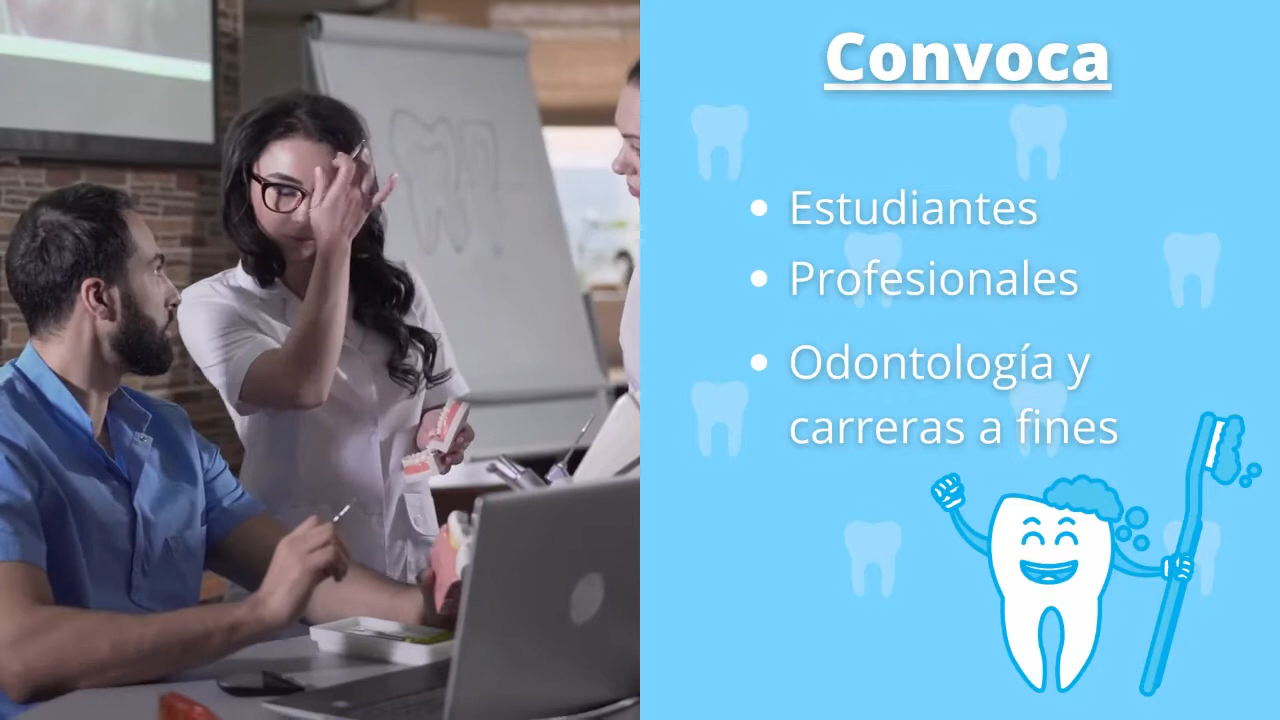 Convoca
Estudiantes
Profesionales
Odontología y
carreras a fines